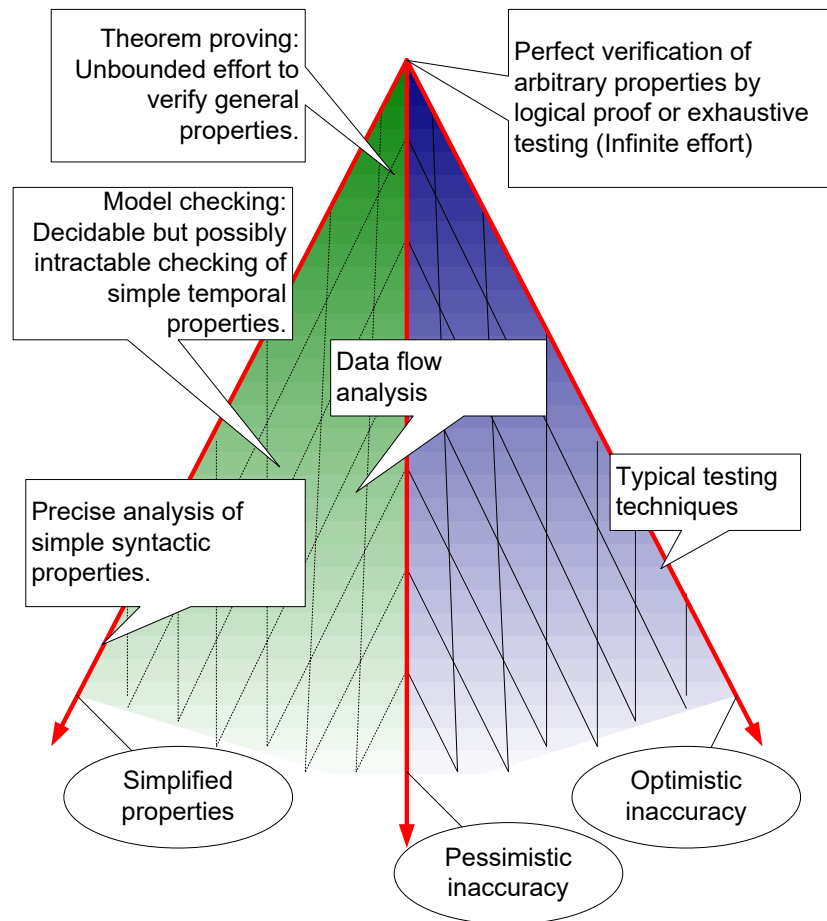 Theorem proving:
Unbounded effort to
verify general
properties.
Perfect verification of
arbitrary properties by
logical proof or exhaustive
testing (Infinite effort)
Model checking:
Decidable but possibly
intractable checking of
simple temporal
properties.
Data flow
analysis
Typical testing
techniques
Precise analysis of
simple syntactic
properties.
Simplified
properties
Optimistic
inaccuracy
Pessimistic
inaccuracy